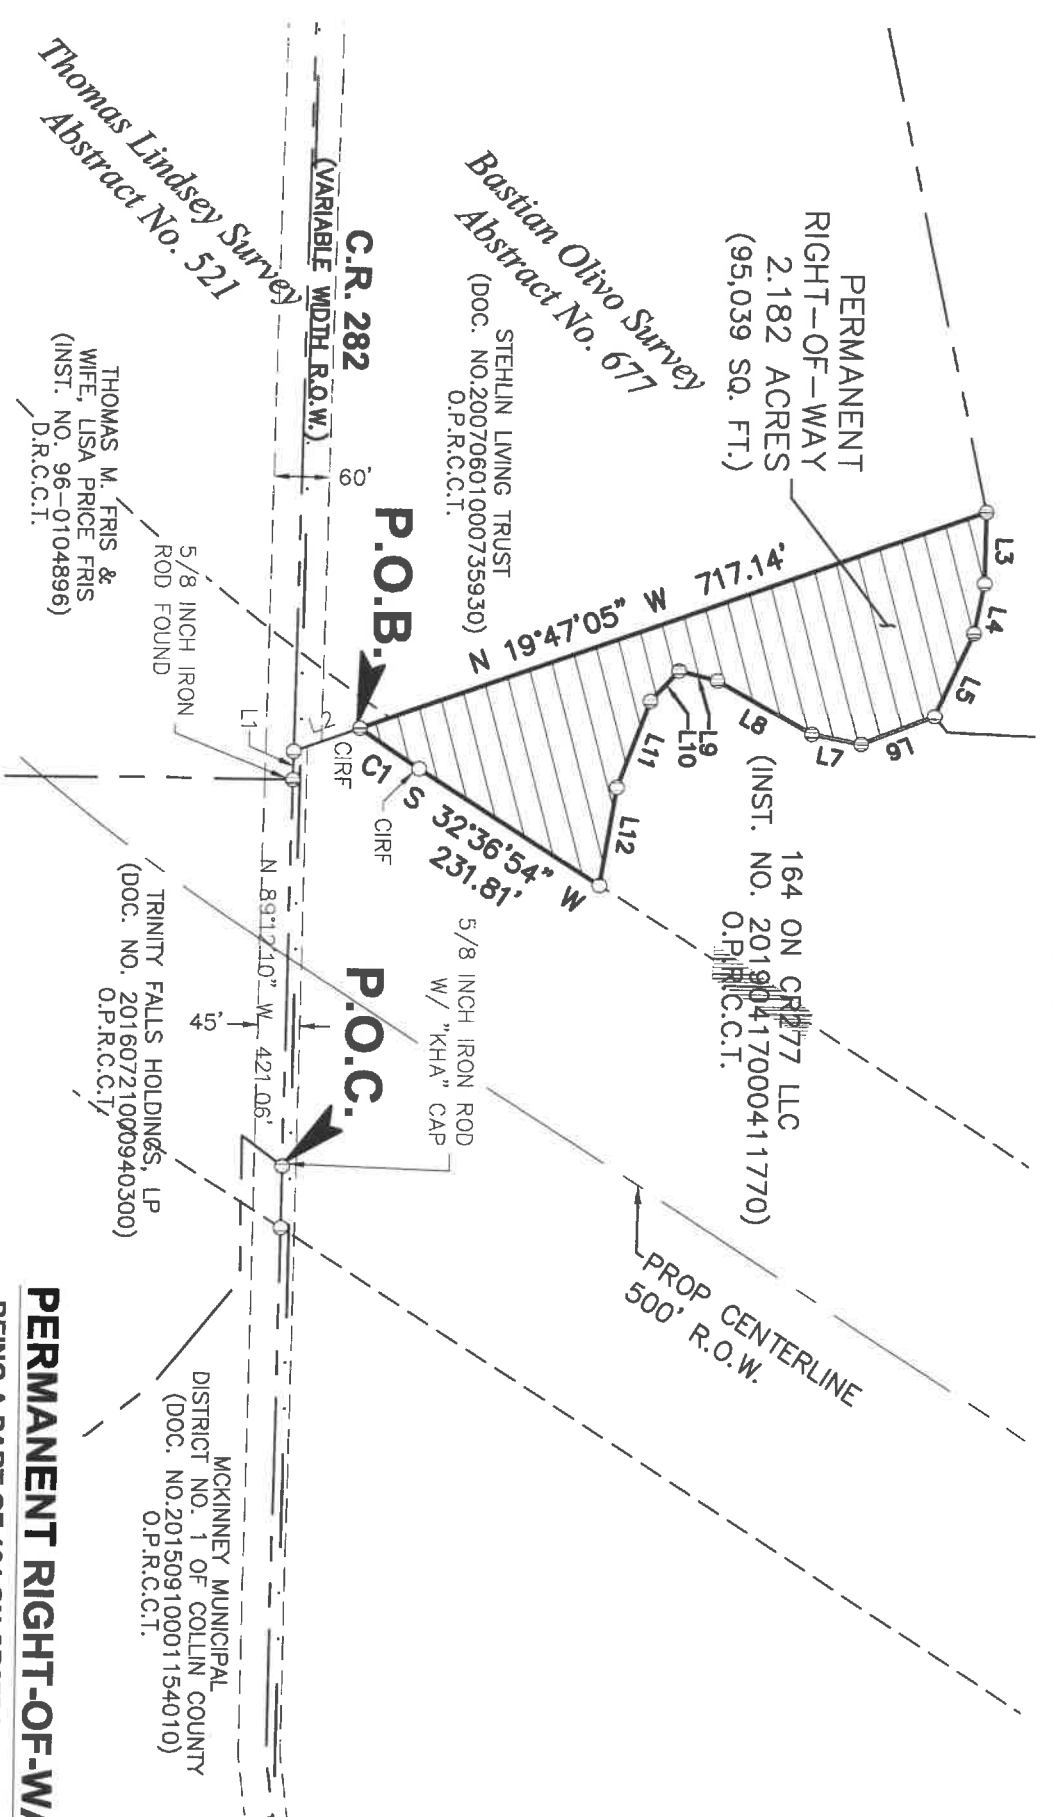 PERMANENT
RIGHT-OF-WAY
2.182 ACRES
(95,039 SQ. FT.)
L3
L4
L5
L6
L7
L8
L9
L10
L11
L12
N 19°47'05" W 717.14'
C1
S 32°36'54" W
231.81'
164 ON CR277 LLC
(INST. NO. 20190417000411770)
O.P.R.C.C.T.
Bastian Olivo Survey
Abstract No. 677
STEHLIN LIVING TRUST
(DOC. NO.20070601000735930)
O.P.R.C.C.T.
P.O.B.
CIRF
CIRF
L2
L1
C.R. 282
(VARIABLE WIDTH R.O.W.)
60'
Thomas Lindsey Survey
Abstract No. 521
5/8 INCH IRON
ROD FOUND
THOMAS M. FRIS &
WIFE, LISA PRICE FRIS
(INST. NO. 96-0104896)
D.R.C.C.T.
PROP CENTERLINE
500' R.O.W.
5/8 INCH IRON ROD
W/ "KHA" CAP
P.O.C.
N 89°12'10" W 421.06'
45'
TRINITY FALLS HOLDINGS, LP
(DOC. NO. 20160721000940300)
O.P.R.C.C.T.
MCKINNEY MUNICIPAL
DISTRICT NO. 1 OF COLLIN COUNTY
(DOC. NO.20150910001154010)
O.P.R.C.C.T.
PERMANENT RIGHT-OF-WA